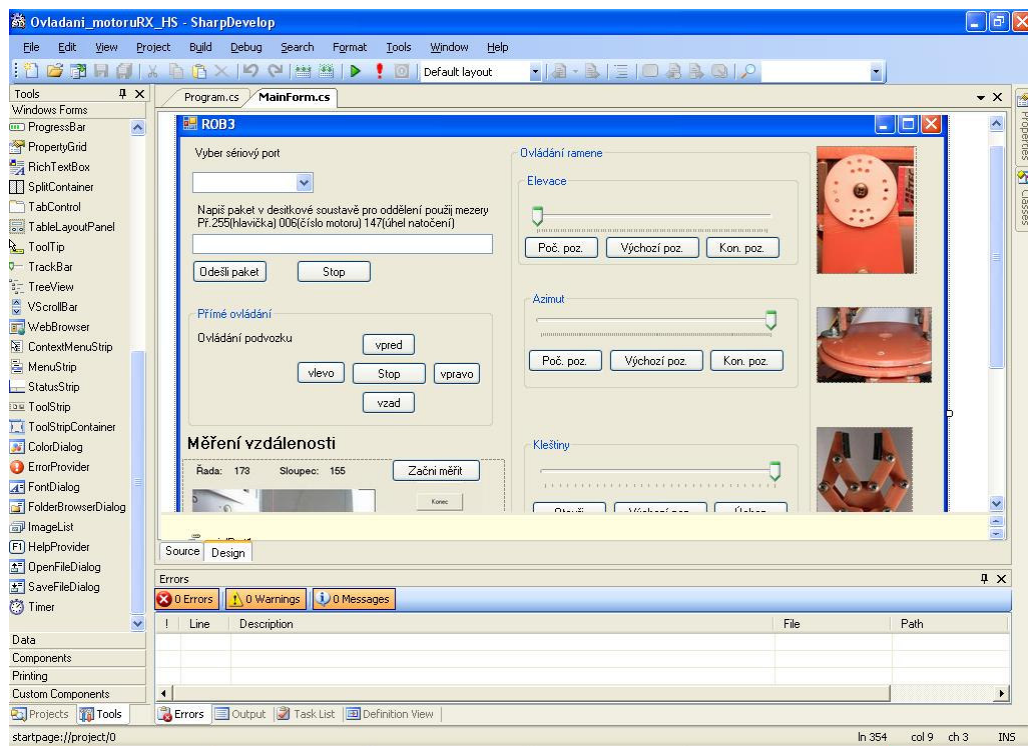 Ovladani_motoruRX_HS - SharpDevelop
File Edit View Project Build Debug Search Format Tools Window Help
Default layout
Tools
Windows Forms
ProgressBar
PropertyGrid
RichTextBox
SplitContainer
TabControl
TableLayoutPanel
ToolTip
TrackBar
TreeView
VScrollBar
WebBrowser
ContextMenuStrip
MenuStrip
StatusStrip
ToolStrip
ToolStripContainer
ColorDialog
ErrorProvider
FontDialog
FolderBrowserDialog
ImageList
HelpProvider
OpenFileDialog
SaveFileDialog
Timer
Data
Components
Printing
Custom Components
Projects Tools
Program.cs MainForm.cs
ROB3
Vyber sériový port
Napiš paket v desítkové soustavě pro oddělení použij mezery
Př.255(hlavička) 006(číslo motoru) 147(úhel natočení)
Odešli paket Stop
Přímé ovládání
Ovládání podvozku
vpred
vlevo Stop vpravo
vzad
Měření vzdálenosti
Řada: 173 Sloupec: 155 Začni měřit
Konec
Ovládání ramene
Elevace
Poč. poz. Výchozí poz. Kon. poz.
Azimut
Poč. poz. Výchozí poz. Kon. poz.
Kleštiny
Source Design
Properties
Classes
Errors
0 Errors 0 Warnings 0 Messages
! Line Description File Path
Errors Output Task List Definition View
startpage://project/0 ln 354 col 9 ch 3 INS